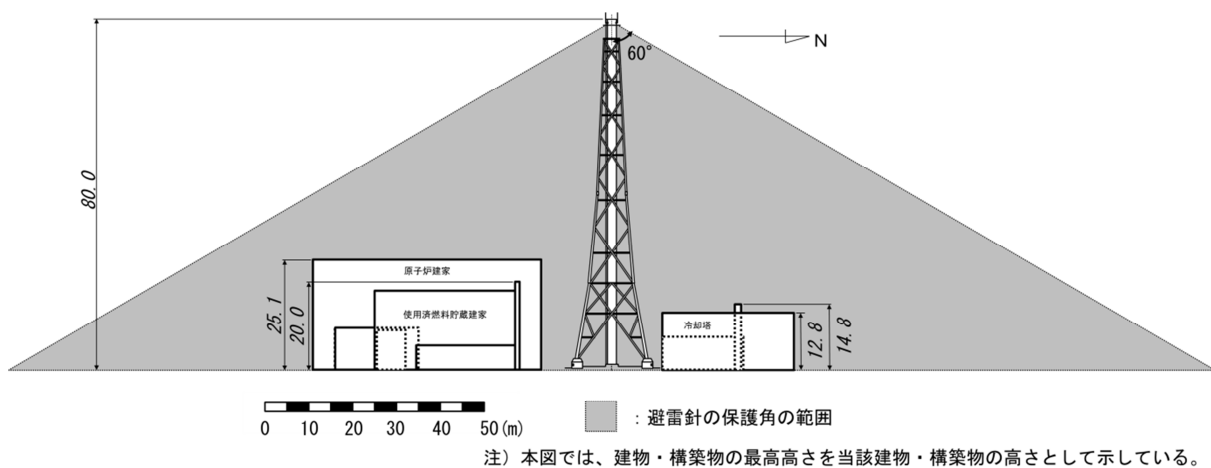 60°
N
80.0
原子炉建家
25.1
20.0
使用済燃料貯蔵建家
冷却塔
12.8
14.8
0 10 20 30 40 50(m)
：避雷針の保護角の範囲
注）本図では、建物・構築物の最高高さを当該建物・構築物の高さとして示している。